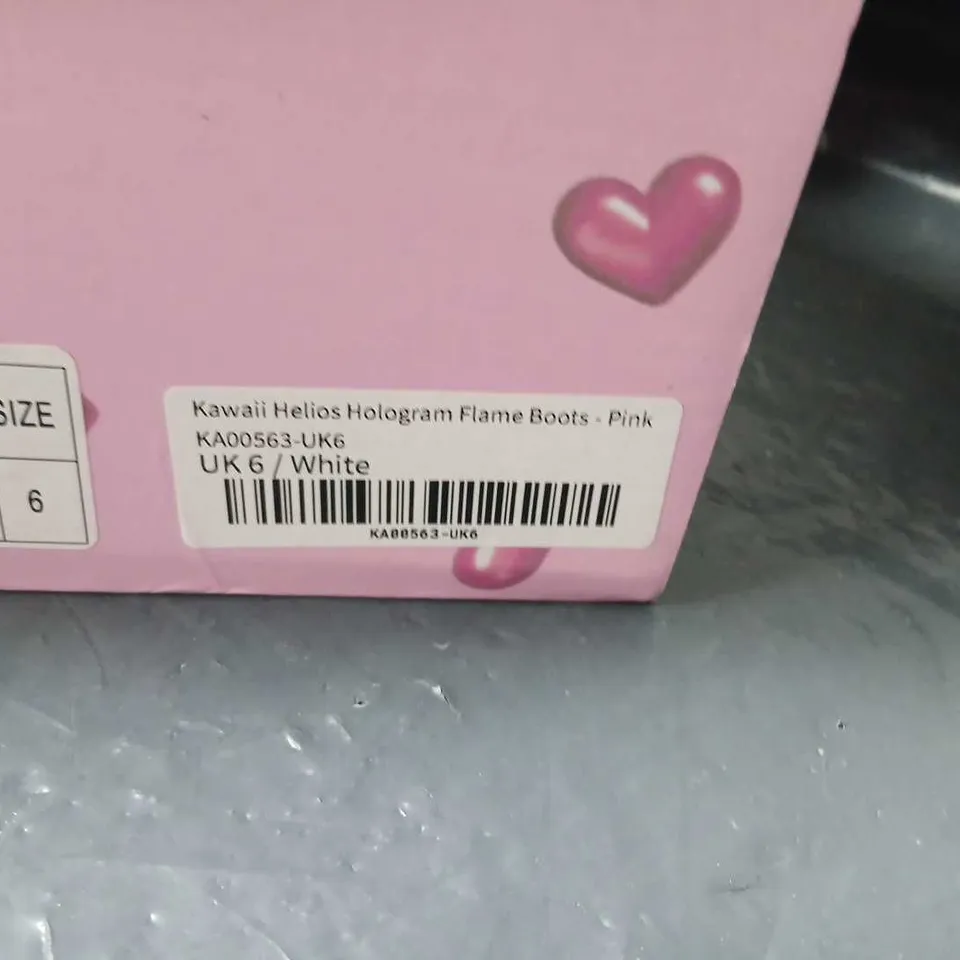 SIZE
6
Kawaii Helios Hologram Flame Boots - Pink
KA00563-UK6
UK 6 / White
KA00563-UK6